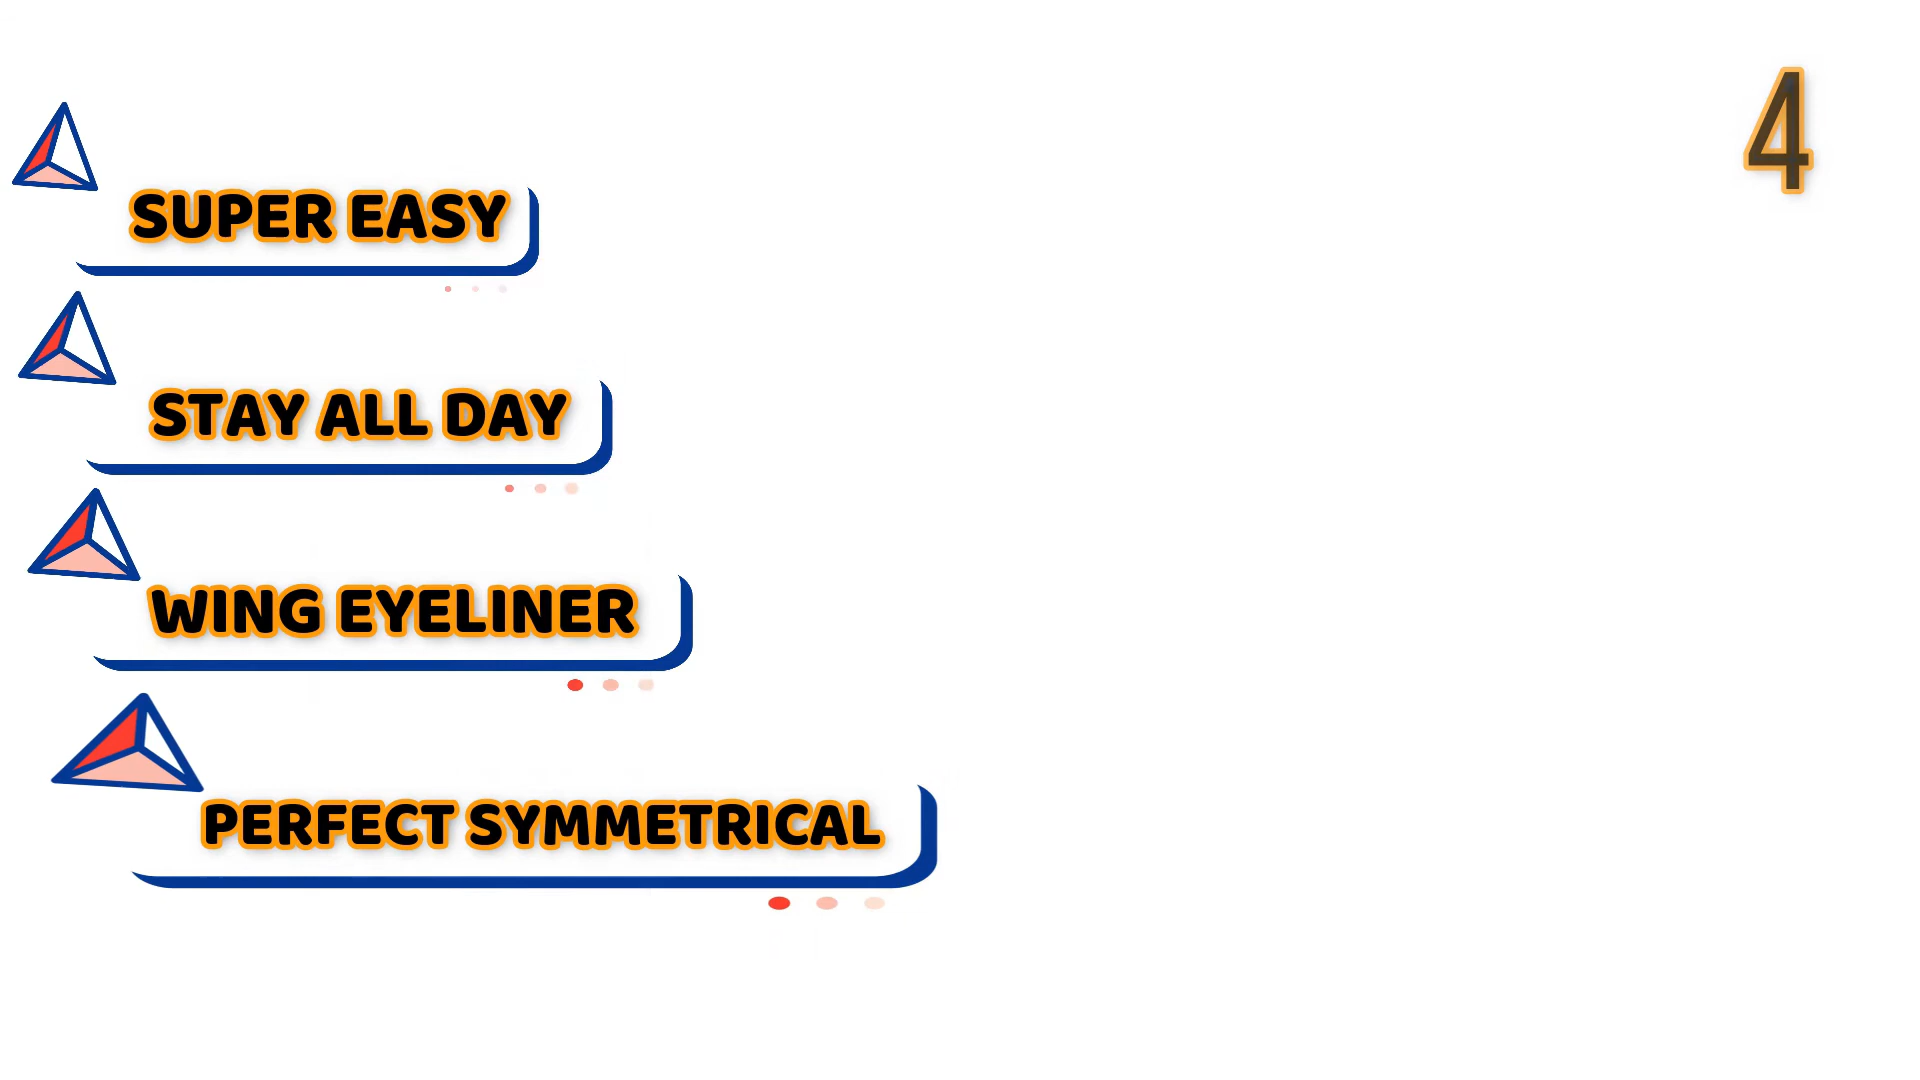 4
SUPER EASY
STAY ALL DAY
WING EYELINER
PERFECT SYMMETRICAL